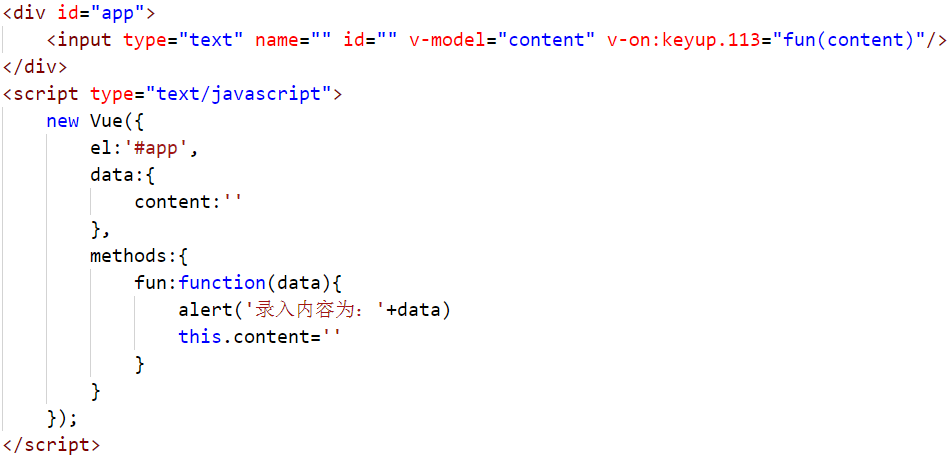 <div id="app">
    <input type="text" name="" id="" v-model="content" v-on:keyup.113="fun(content)"/>
</div>
<script type="text/javascript">
    new Vue({
        el:'#app',
        data:{
            content:''
        },
        methods:{
            fun:function(data){
                alert('录入内容为：'+data)
                this.content=''
            }
        }
    });
</script>